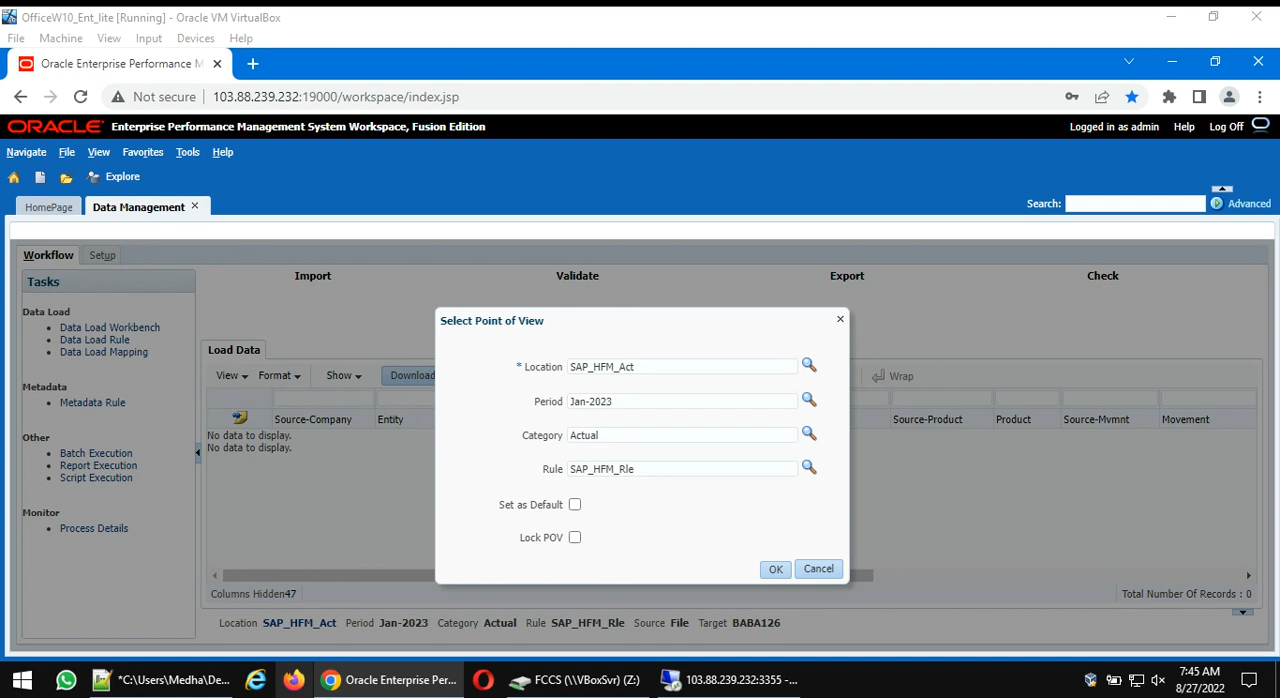 OfficeW10_Ent_lite [Running] - Oracle VM VirtualBox
File Machine View Input Devices Help
Oracle Enterprise Performance M
Not secure 103.88.239.232:19000/workspace/index.jsp
ORACLE Enterprise Performance Management System Workspace, Fusion Edition
Logged in as admin Help Log Off
Navigate File View Favorites Tools Help
Explore
HomePage Data Management
Search: Advanced
Workflow Setup
Tasks
Import Validate Export Check
Data Load
Data Load Workbench
Data Load Rule
Data Load Mapping
Metadata
Metadata Rule
Other
Batch Execution
Report Execution
Script Execution
Monitor
Process Details
Load Data
View Format Show Download Wrap
Source-Company Entity Source-Product Product Source-Mvmnt Movement
No data to display.
No data to display.
Select Point of View
* Location SAP_HFM_Act
Period Jan-2023
Category Actual
Rule SAP_HFM_Rle
Set as Default
Lock POV
OK Cancel
Columns Hidden47
Total Number Of Records : 0
Location SAP_HFM_Act Period Jan-2023 Category Actual Rule SAP_HFM_Rle Source File Target BABA126
*C:\Users\Medha\De... Oracle Enterprise Per... FCCS (\\VBoxSvr) (Z:) 103.88.239.232:3355 -...
7:45 AM
8/27/2022